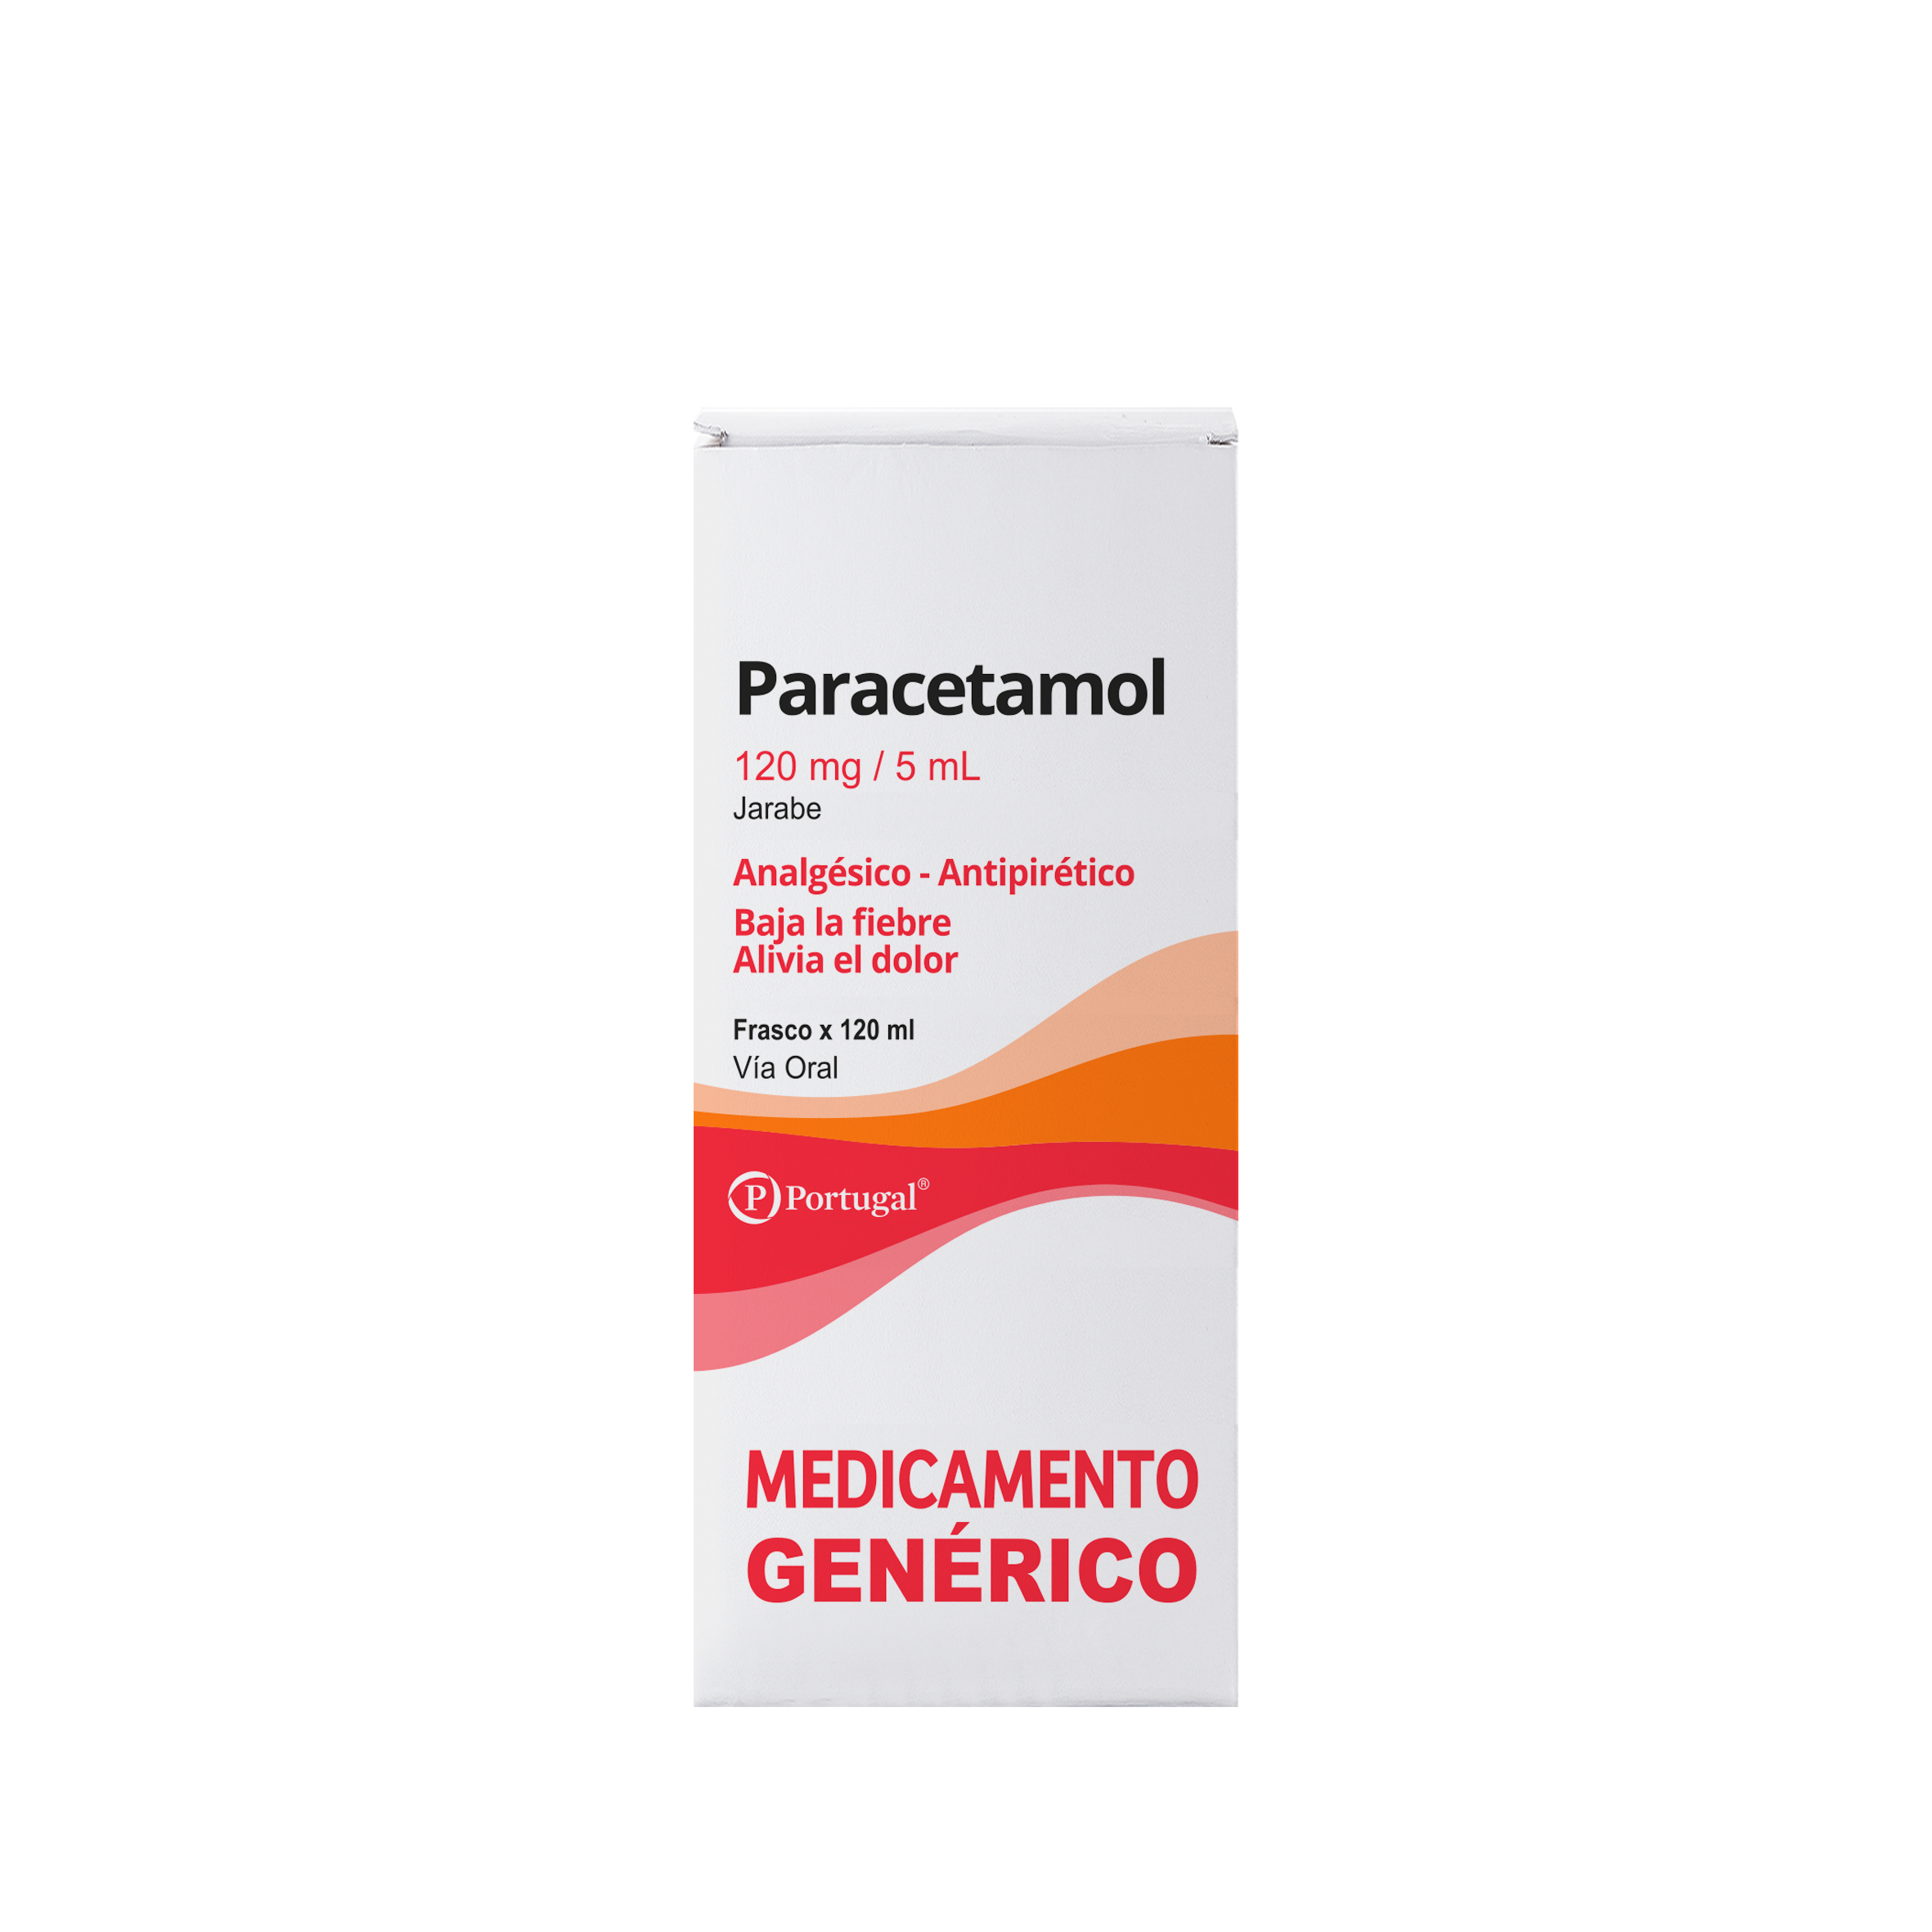 Paracetamol
120 mg / 5 mL
Jarabe
Analgésico - Antipirético
Baja la fiebre
Alivia el dolor
Frasco x 120 ml
Vía Oral
P Portugal®
MEDICAMENTO
GENÉRICO